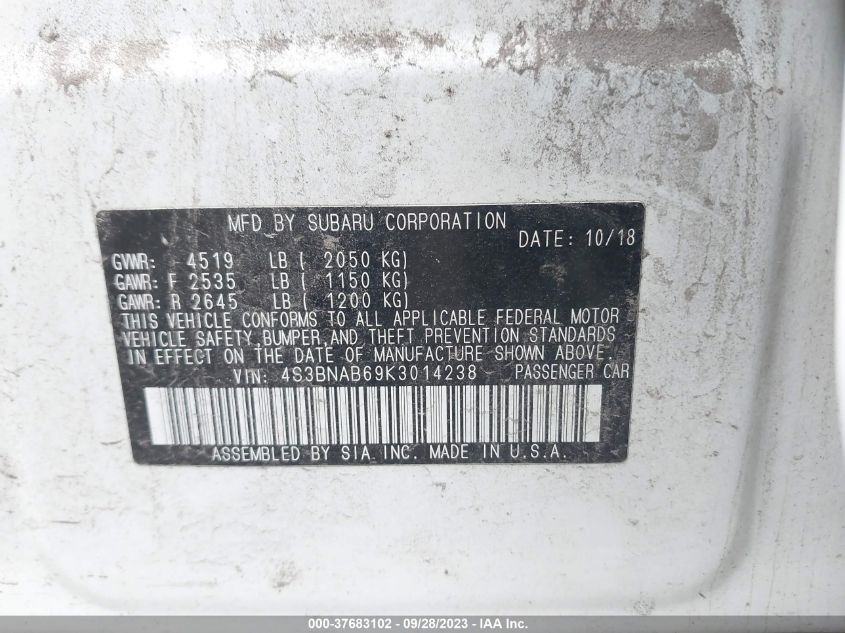 MFD BY SUBARU CORPORATION
DATE: 10/18
GVWR: 4519 LB ( 2050 KG)
GAWR: F 2535 LB ( 1150 KG)
GAWR: R 2645 LB ( 1200 KG)
THIS VEHICLE CONFORMS TO ALL APPLICABLE FEDERAL MOTOR
VEHICLE SAFETY, BUMPER, AND THEFT PREVENTION STANDARDS
IN EFFECT ON THE DATE OF MANUFACTURE SHOWN ABOVE.
VIN: 4S3BNAB69K3014238 PASSENGER CAR
ASSEMBLED BY SIA. INC. MADE IN U.S.A.
000-37683102 - 09/28/2023 - IAA Inc.